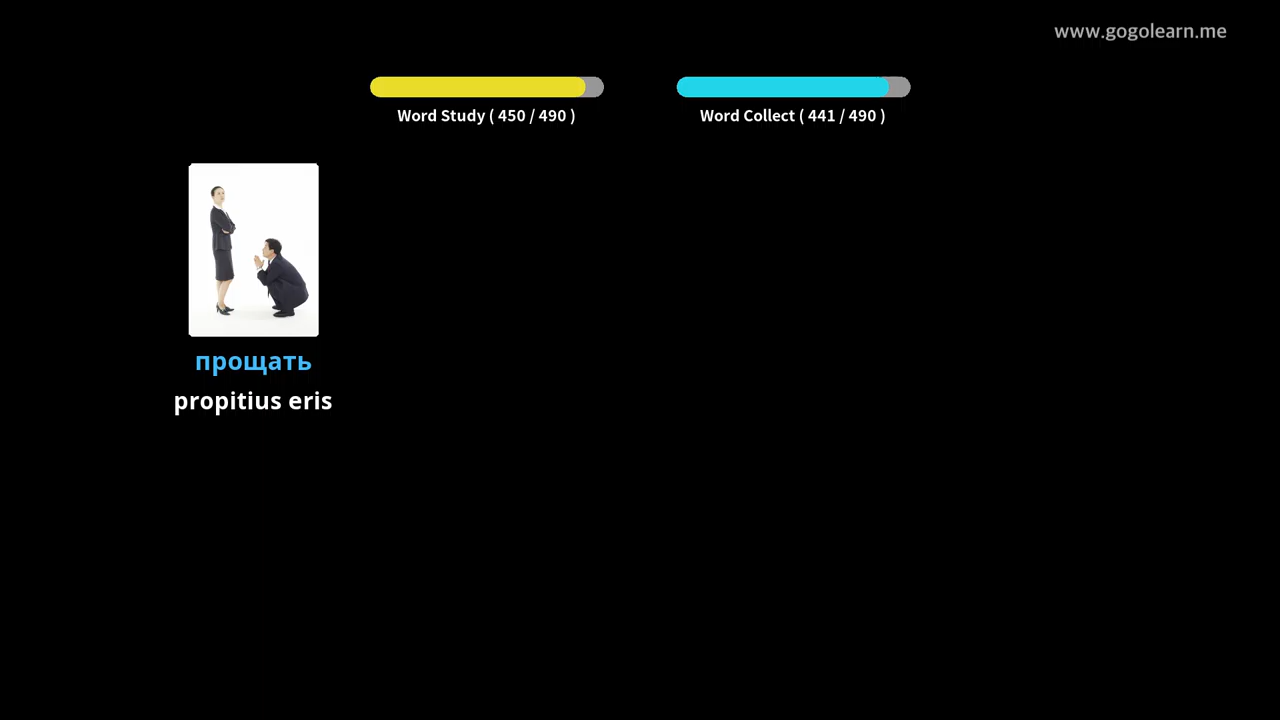 www.gogolearn.me
Word Study ( 450 / 490 )
Word Collect ( 441 / 490 )
прощать
propitius eris